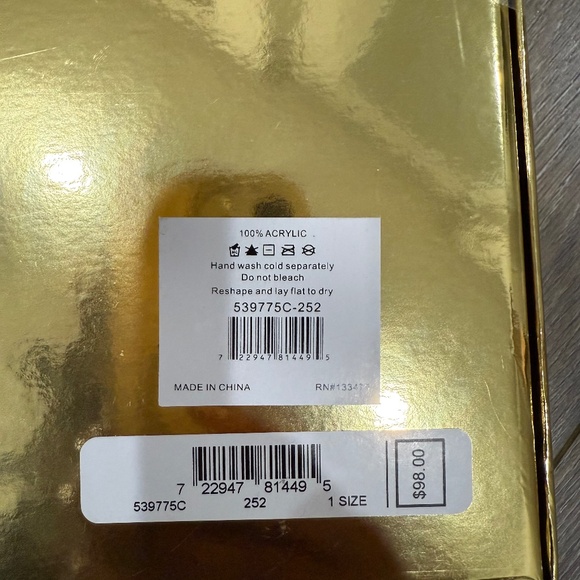 100% ACRYLIC
Hand wash cold separately
Do not bleach
Reshape and lay flat to dry
539775C-252
7 22947 81449 5
MADE IN CHINA
7 22947 81449 5
539775C 252 1 SIZE
$98.00